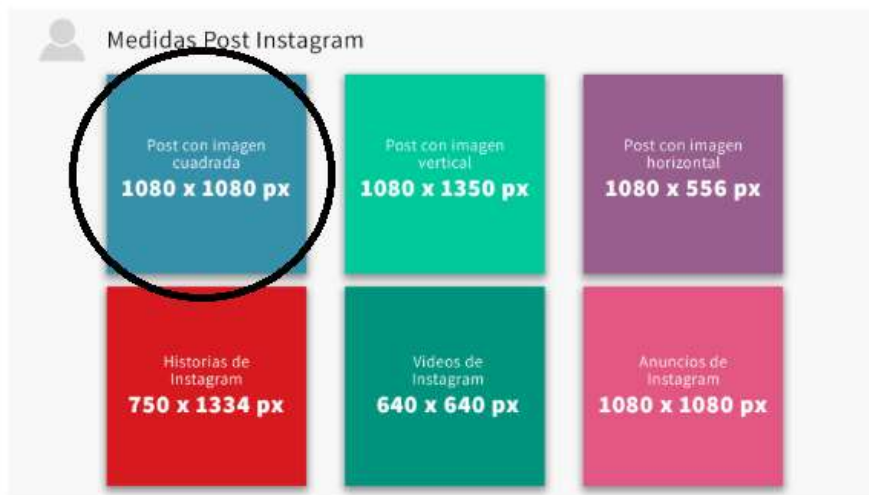 Medidas Post Instagram
Post con imagen
cuadrada
1080 x 1080 px
Post con imagen
vertical
1080 x 1350 px
Post con imagen
horizontal
1080 x 556 px
Historias de
Instagram
750 x 1334 px
Videos de
Instagram
640 x 640 px
Anuncios de
Instagram
1080 x 1080 px